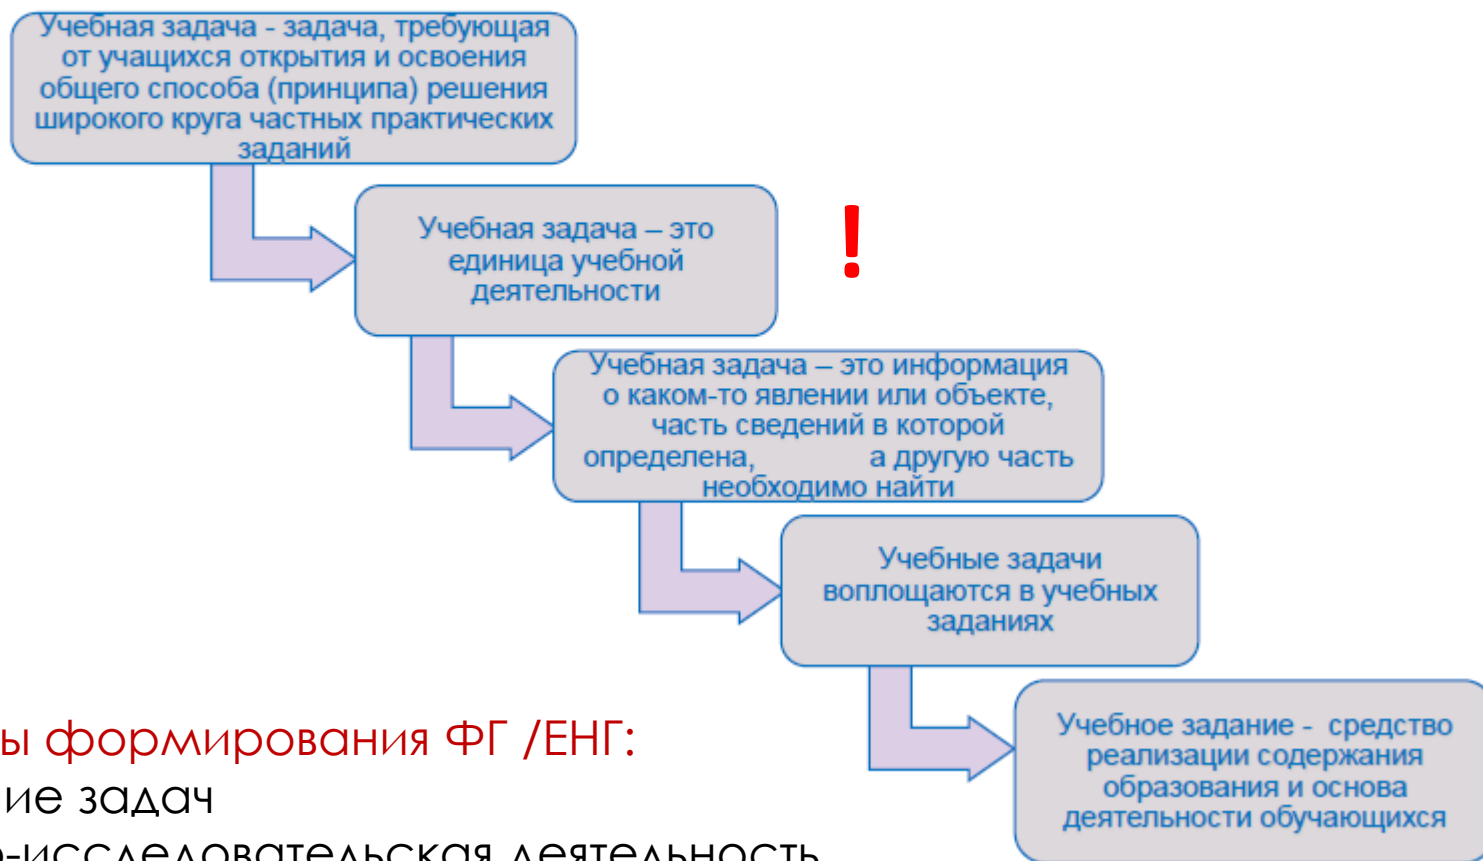 Учебная задача - задача, требующая
от учащихся открытия и освоения
общего способа (принципа) решения
широкого круга частных практических
заданий
Учебная задача – это
единица учебной
деятельности
!
Учебная задача – это информация
о каком-то явлении или объекте,
часть сведений в которой
определена, а другую часть
необходимо найти
Учебные задачи
воплощаются в учебных
заданиях
Учебное задание - средство
реализации содержания
образования и основа
деятельности обучающихся
ы формирования ФГ /ЕНГ:
ие задач
-исследовательская деятельность